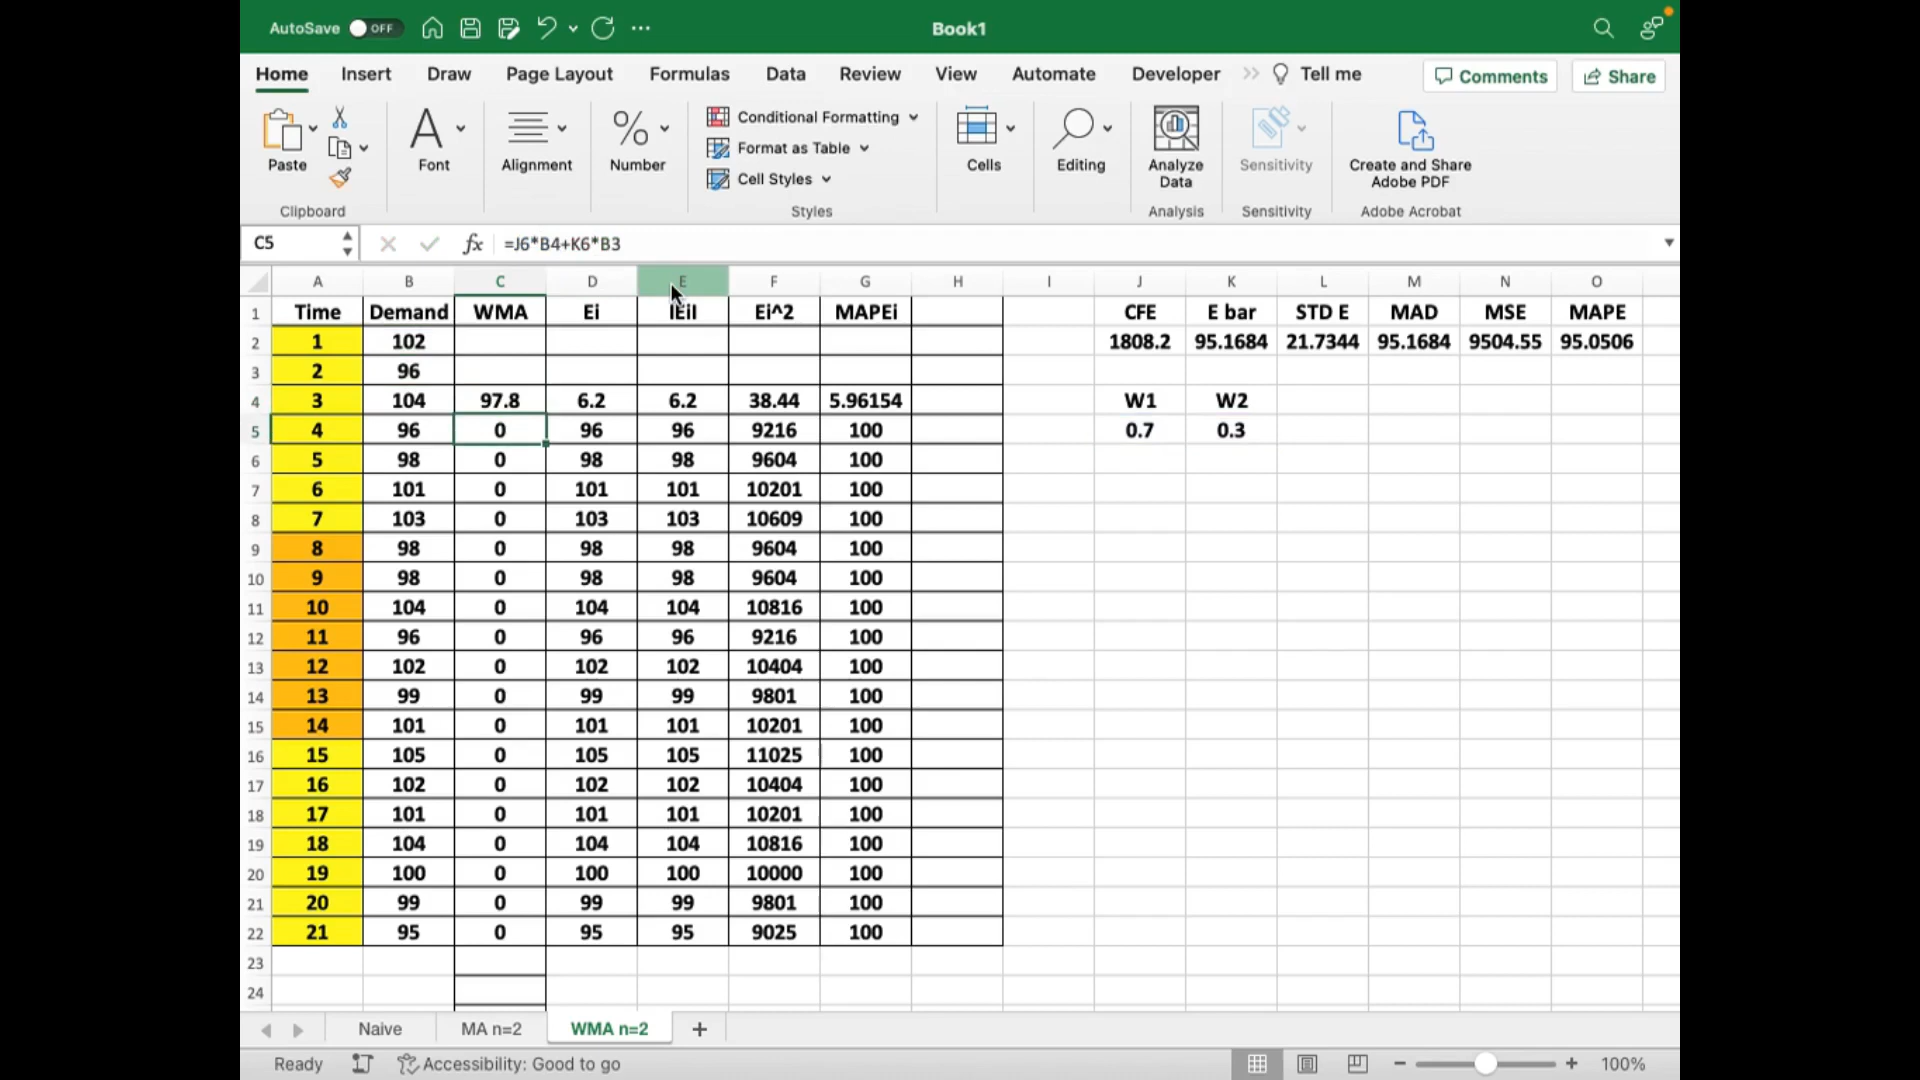 AutoSave OFF Book1
Home Insert Draw Page Layout Formulas Data Review View Automate Developer Tell me Comments Share
Paste Font Alignment Number Conditional Formatting Format as Table Cell Styles Cells Editing Analyze Data Sensitivity Create and Share Adobe PDF
Clipboard Styles Analysis Sensitivity Adobe Acrobat
C5 fx =J6*B4+K6*B3
A B C D E F G H I J K L M N O
1 Time Demand WMA Ei IEiI Ei^2 MAPEi CFE E bar STD E MAD MSE MAPE
2 1 102 1808.2 95.1684 21.7344 95.1684 9504.55 95.0506
3 2 96
4 3 104 97.8 6.2 6.2 38.44 5.96154 W1 W2
5 4 96 0 96 96 9216 100 0.7 0.3
6 5 98 0 98 98 9604 100
7 6 101 0 101 101 10201 100
8 7 103 0 103 103 10609 100
9 8 98 0 98 98 9604 100
10 9 98 0 98 98 9604 100
11 10 104 0 104 104 10816 100
12 11 96 0 96 96 9216 100
13 12 102 0 102 102 10404 100
14 13 99 0 99 99 9801 100
15 14 101 0 101 101 10201 100
16 15 105 0 105 105 11025 100
17 16 102 0 102 102 10404 100
18 17 101 0 101 101 10201 100
19 18 104 0 104 104 10816 100
20 19 100 0 100 100 10000 100
21 20 99 0 99 99 9801 100
22 21 95 0 95 95 9025 100
23
24
Naive MA n=2 WMA n=2
Ready Accessibility: Good to go 100%